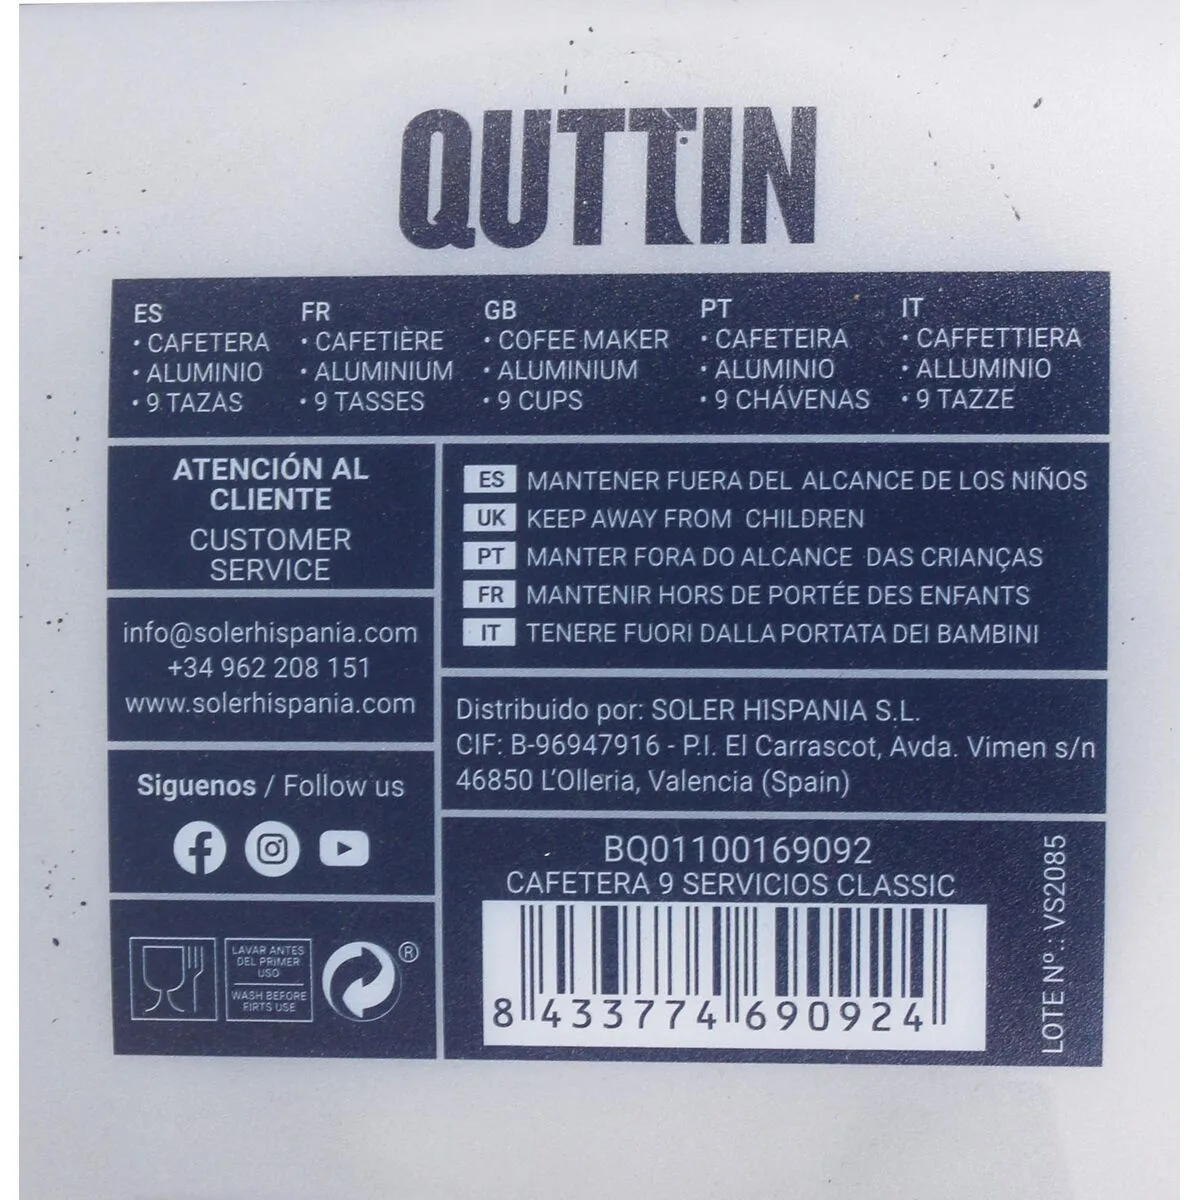 QUTTIN
ES
• CAFETERA
• ALUMINIO
• 9 TAZAS
FR
• CAFETIÈRE
• ALUMINIUM
• 9 TASSES
GB
• COFEE MAKER
• ALUMINIUM
• 9 CUPS
PT
• CAFETEIRA
• ALUMINIO
• 9 CHÁVENAS
IT
• CAFFETTIERA
• ALLUMINIO
• 9 TAZZE
ATENCIÓN AL
CLIENTE
CUSTOMER
SERVICE
info@solerhispania.com
+34 962 208 151
www.solerhispania.com
Siguenos / Follow us
LAVAR ANTES
DEL PRIMER
USO
WASH BEFORE
FIRTS USE
®
ES MANTENER FUERA DEL ALCANCE DE LOS NIÑOS
UK KEEP AWAY FROM CHILDREN
PT MANTER FORA DO ALCANCE DAS CRIANÇAS
FR MANTENIR HORS DE PORTÉE DES ENFANTS
IT TENERE FUORI DALLA PORTATA DEI BAMBINI
Distribuido por: SOLER HISPANIA S.L.
CIF: B-96947916 - P.I. El Carrascot, Avda. Vimen s/n
46850 L'Olleria, Valencia (Spain)
BQ01100169092
CAFETERA 9 SERVICIOS CLASSIC
8 433774 690924
LOTE Nº.: VS2085